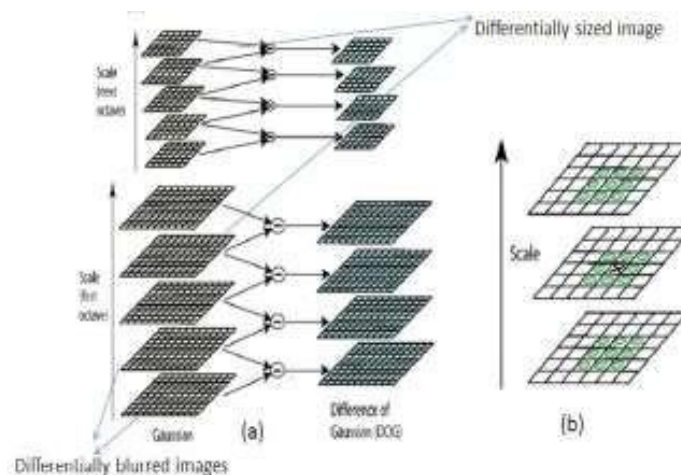 Differentially sized image
Scale
(next
octave)
Scale
Scale
(first
octave)
Gaussian
(a)
Difference of
Gaussian (DOG)
(b)
Differentially blurred images